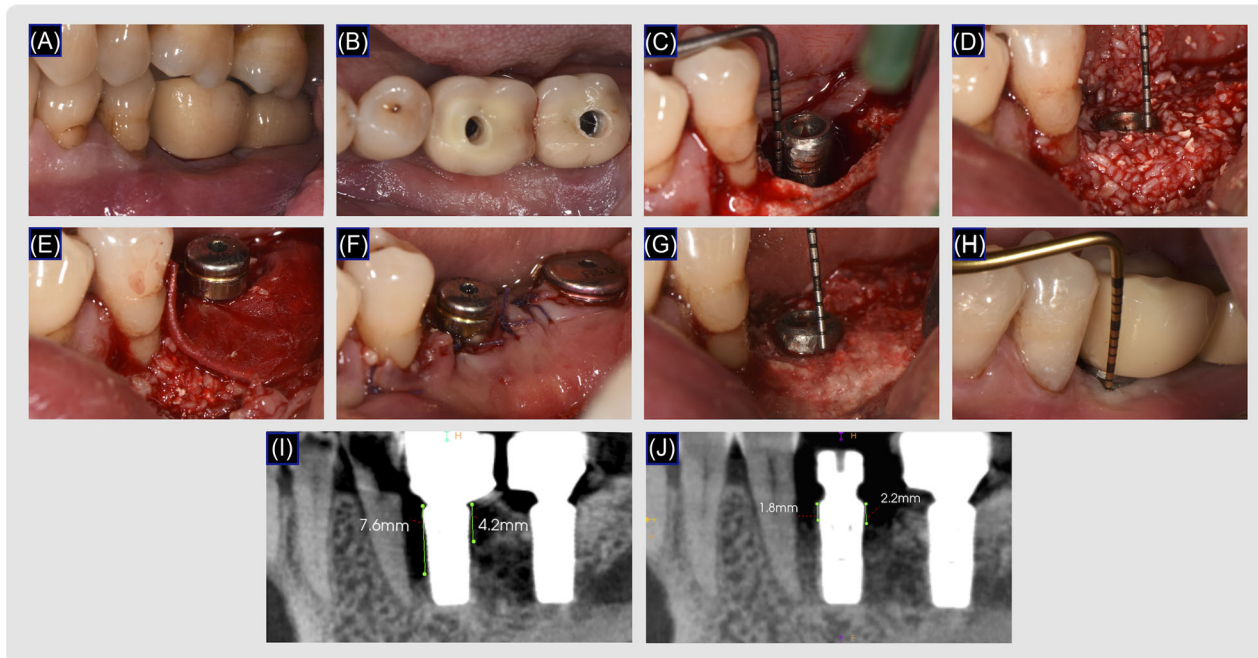 (A)
(B)
(C)
(D)
(E)
(F)
(G)
(H)
(I)
H
7.6mm
4.2mm
(J)
H
1.8mm
2.2mm